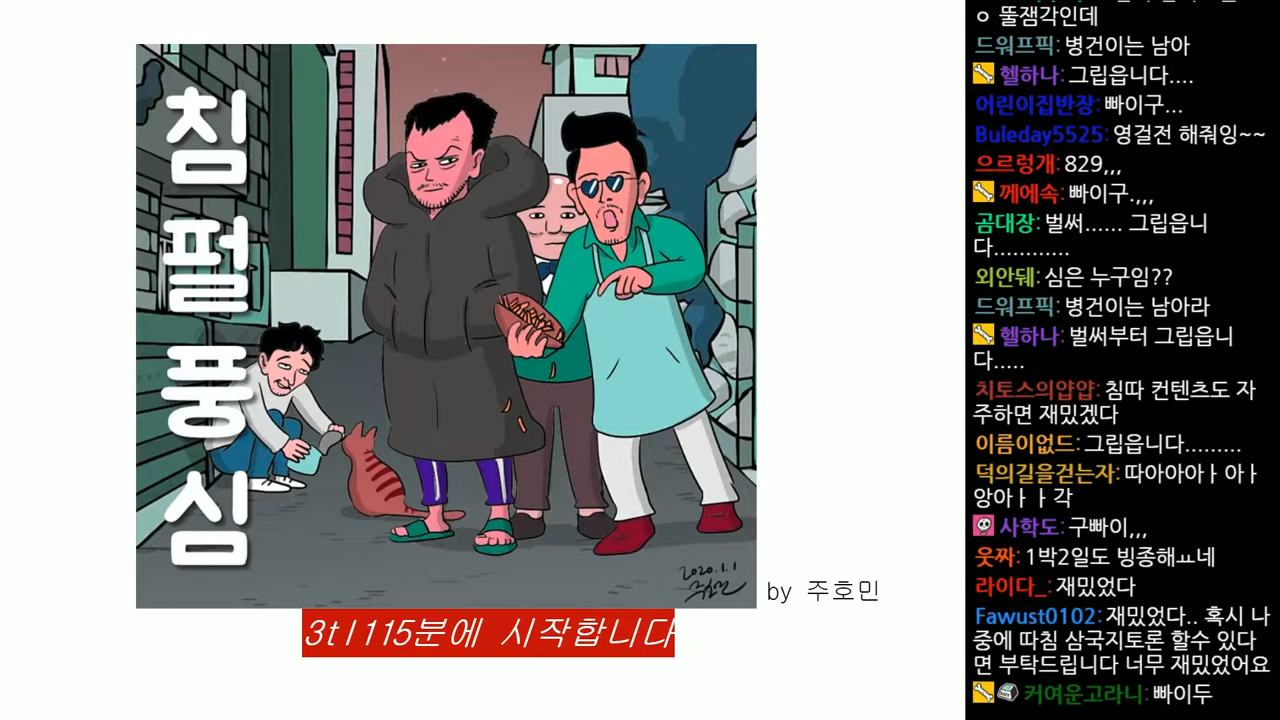 침
펄
풍
심
2020.1.1
by 주호민
3tl115분에 시작합니다
ㅇ 뚤잼각인데
드워프픽: 병건이는 남아
헬하나: 그립읍니다....
어린이집반장: 빠이구...
Buleday5525: 영걸전 해줘잉~~
으르렁개: 829,,,
께에속: 빠이구.,,,
곰대장: 벌써...... 그립읍니
다............
외안뒈: 심은 누구임??
드워프픽: 병건이는 남아라
헬하나: 벌써부터 그립읍니
다.....
치토스의얍얍: 침따 컨텐츠도 자
주하면 재밌겠다
이름이없드: 그립읍니다.........
덕의길을걷는자: 따아아아ㅏ 아ㅏ
앙아ㅏㅏ각
사학도: 구빠이,,,
웃짜: 1박2일도 빙종해ㅛ네
라이다_: 재밌었다
Fawust0102: 재밌었다.. 혹시 나
중에 따침 삼국지토론 할수 있다
면 부탁드립니다 너무 재밌었어요
커여운고라니: 빠이두